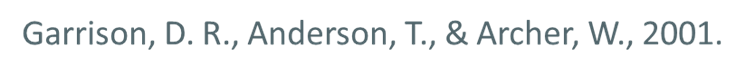 Garrison, D. R., Anderson, T., & Archer, W., 2001.